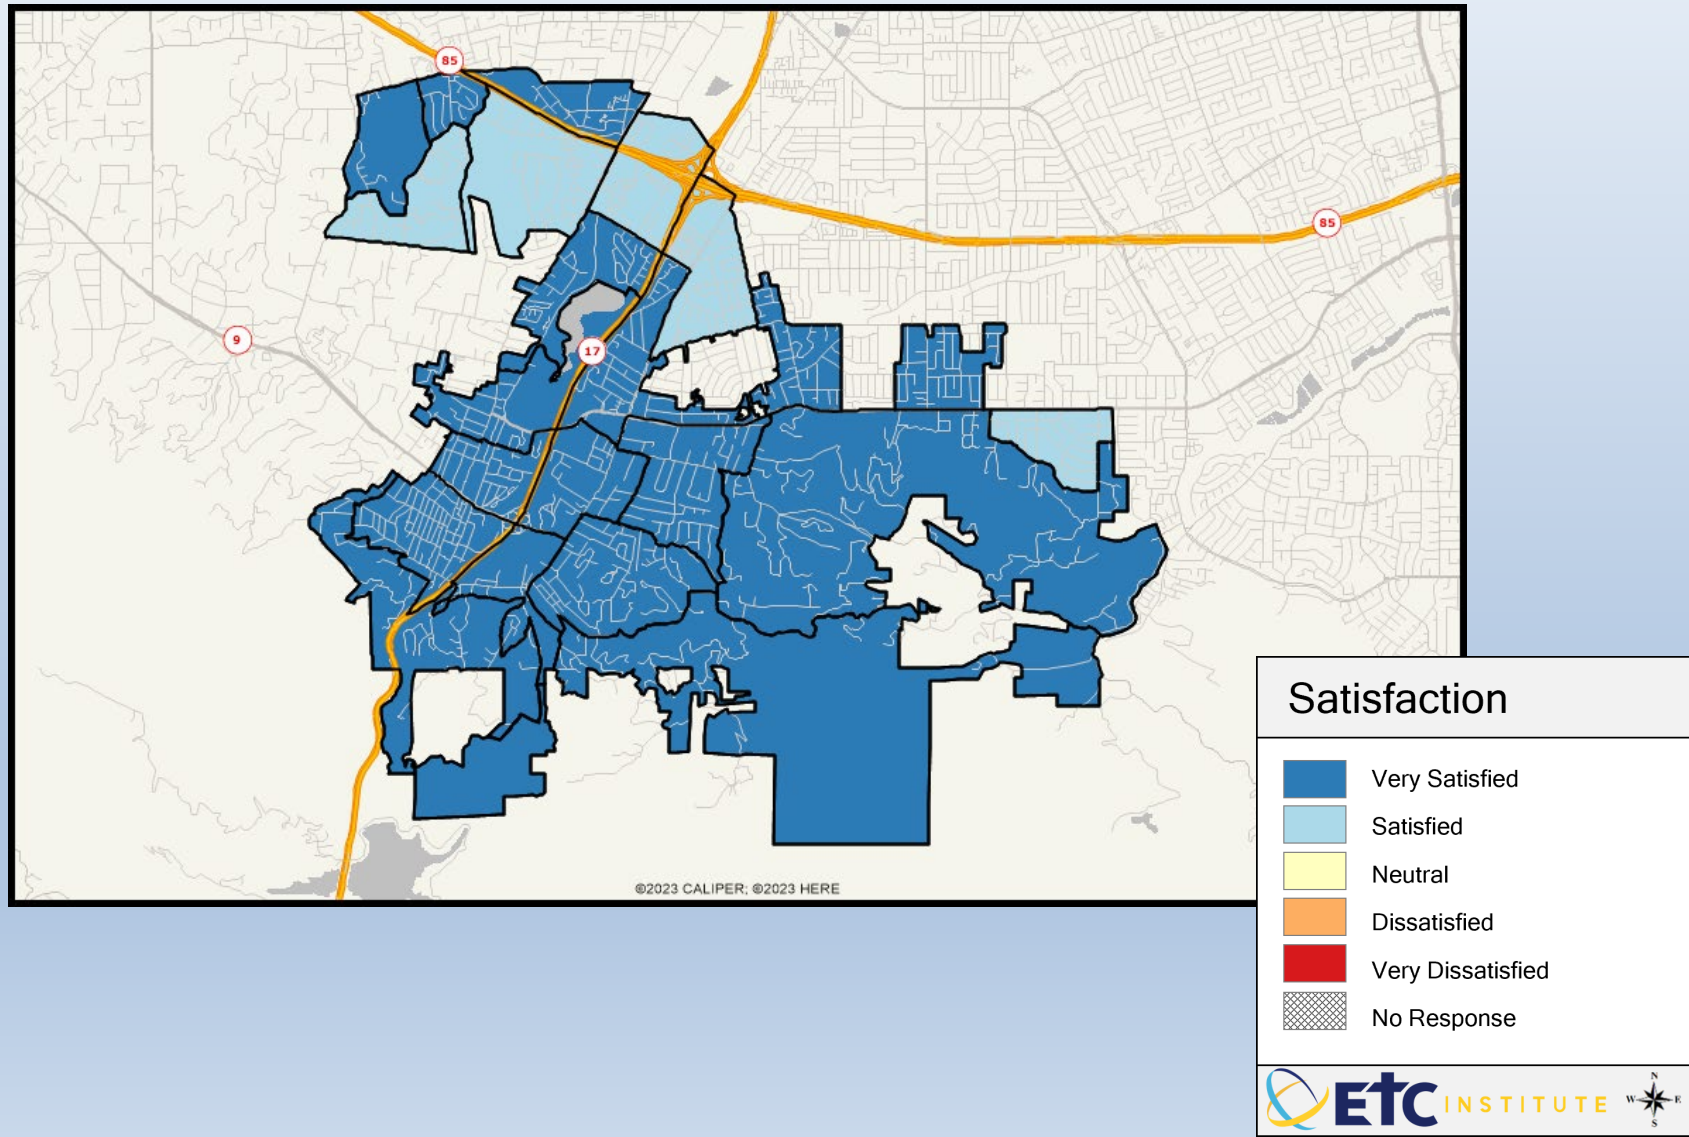 85
85
9
17
©2023 CALIPER; ©2023 HERE
Satisfaction
Very Satisfied
Satisfied
Neutral
Dissatisfied
Very Dissatisfied
No Response
ETC INSTITUTE
N
W E
S